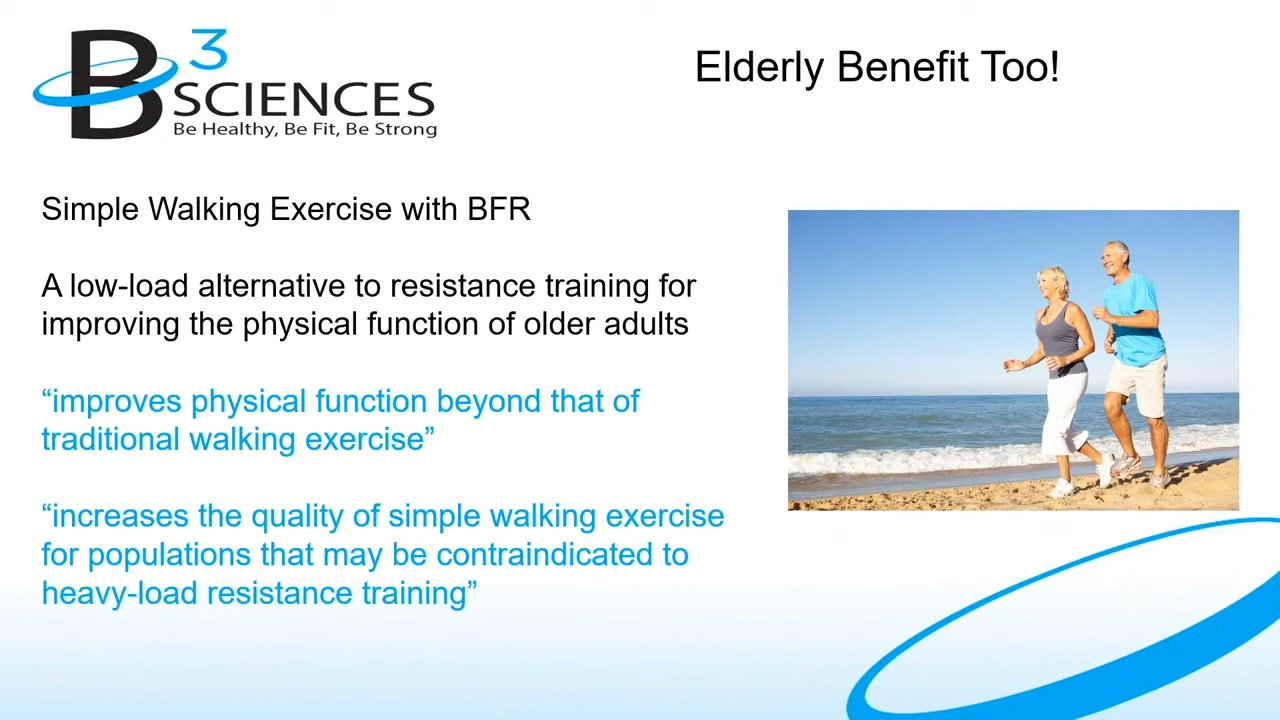 B3 SCIENCES
Be Healthy, Be Fit, Be Strong
Elderly Benefit Too!
Simple Walking Exercise with BFR
A low-load alternative to resistance training for
improving the physical function of older adults
“improves physical function beyond that of
traditional walking exercise”
“increases the quality of simple walking exercise
for populations that may be contraindicated to
heavy-load resistance training”